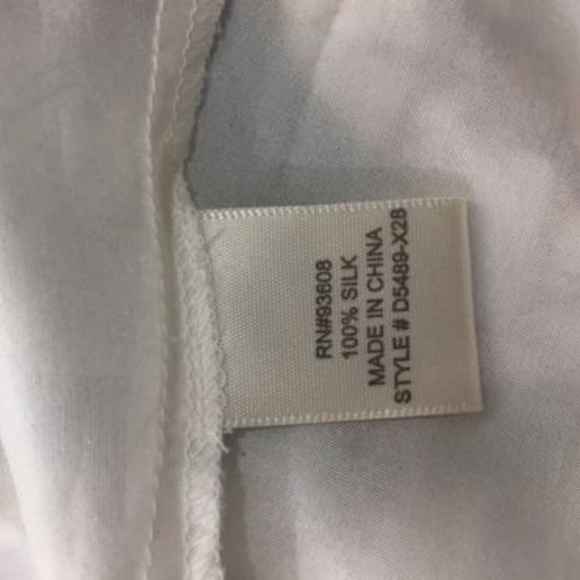 RN#93608
100% SILK
MADE IN CHINA
STYLE # D5489-X28